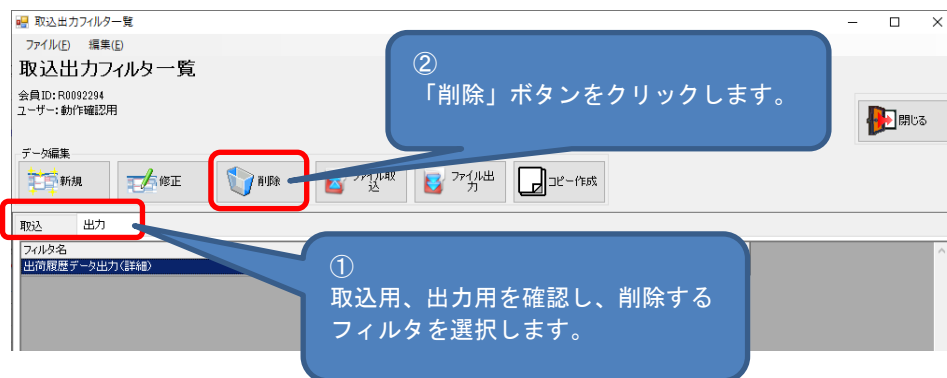 取込出力フィルター覧
ファイル(F) 編集(E)
取込出力フィルタ一覧
会員ID:R0092294
ユーザー:動作確認用
閉じる
データ編集
新規
修正
削除
ファイル取込
ファイル出力
コピー作成
取込 出力
フィルタ名
出荷履歴データ出力(詳細)
②
「削除」ボタンをクリックします。
①
取込用、出力用を確認し、削除する
フィルタを選択します。